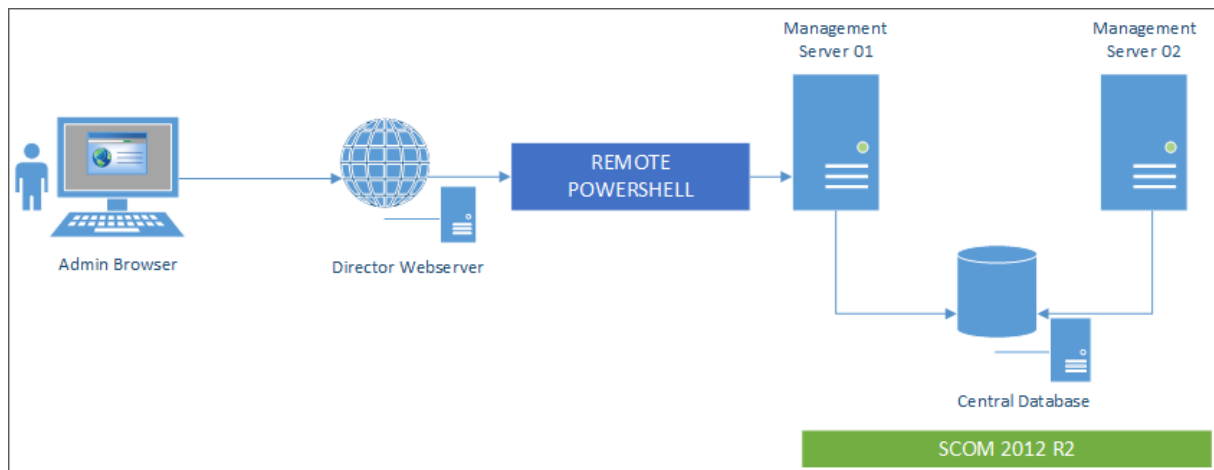 Management
Server 01
Management
Server 02
REMOTE
POWERSHELL
Admin Browser
Director Webserver
Central Database
SCOM 2012 R2